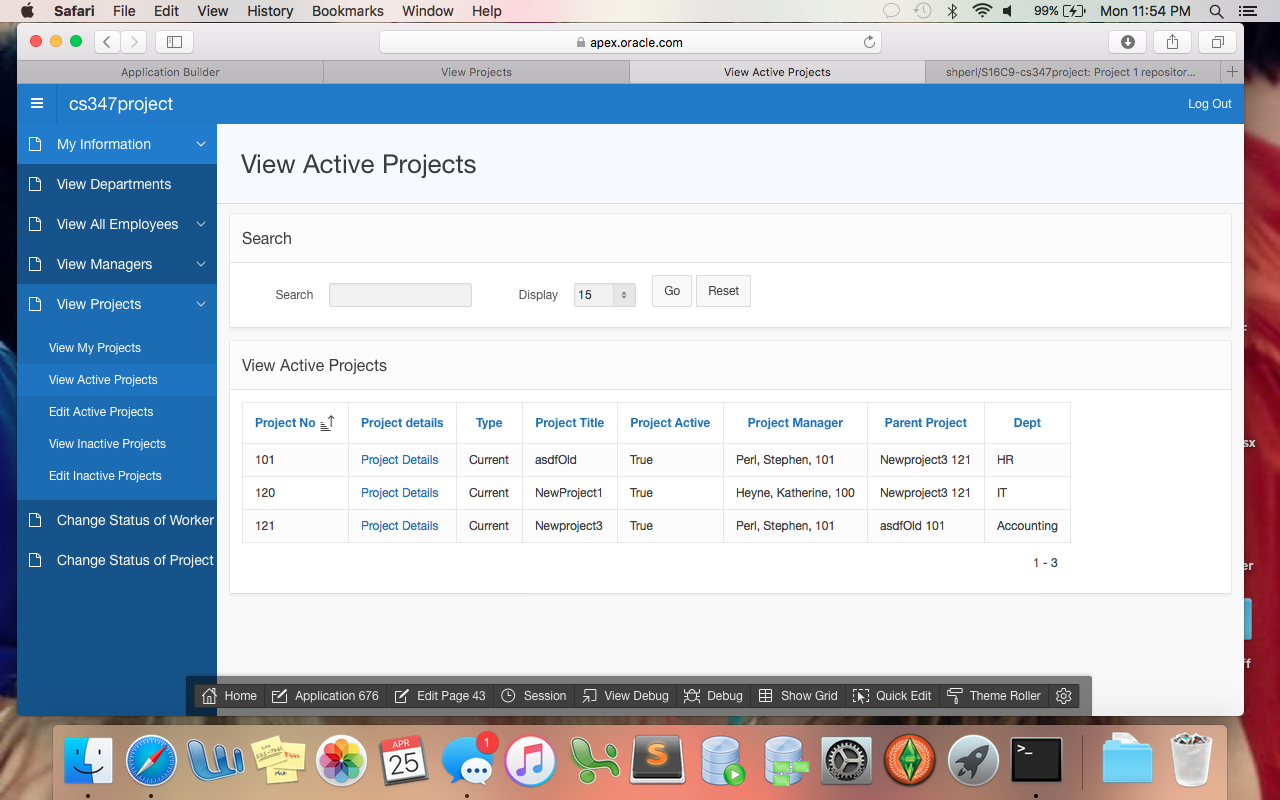 Safari File Edit View History Bookmarks Window Help 99% Mon 11:54 PM
apex.oracle.com
Application Builder View Projects View Active Projects shperl/S16C9-cs347project: Project 1 repositor...
cs347project Log Out
My Information
View Departments
View All Employees
View Managers
View Projects
View My Projects
View Active Projects
Edit Active Projects
View Inactive Projects
Edit Inactive Projects
Change Status of Worker
Change Status of Project
View Active Projects
Search
Search Display 15 Go Reset
View Active Projects
Project No Project details Type Project Title Project Active Project Manager Parent Project Dept
101 Project Details Current asdfOld True Perl, Stephen, 101 Newproject3 121 HR
120 Project Details Current NewProject1 True Heyne, Katherine, 100 Newproject3 121 IT
121 Project Details Current Newproject3 True Perl, Stephen, 101 asdfOld 101 Accounting
1 - 3
sx
er
ff
Home Application 676 Edit Page 43 Session View Debug Debug Show Grid Quick Edit Theme Roller
APR
25
1
S
>_